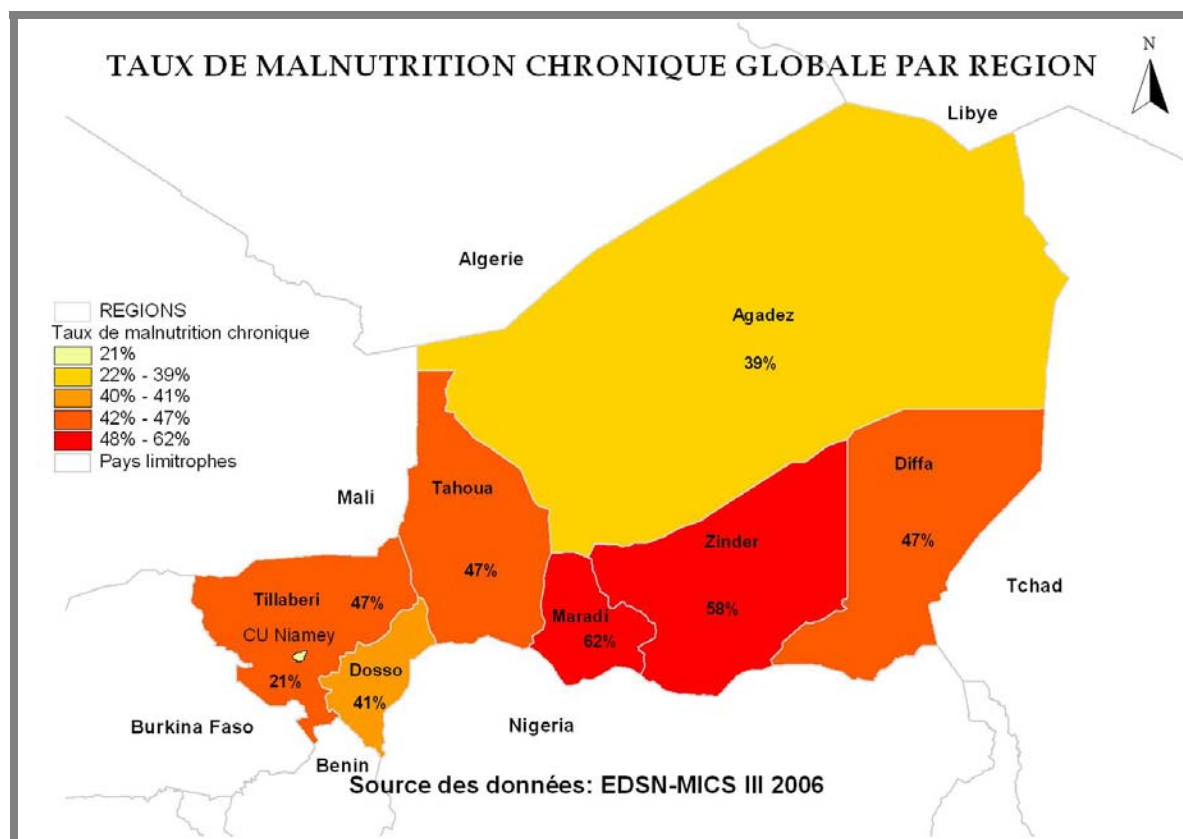 TAUX DE MALNUTRITION CHRONIQUE GLOBALE PAR REGION
N
Libye
Algerie
Agadez
39%
REGIONS
Taux de malnutrition chronique
21%
22% - 39%
40% - 41%
42% - 47%
48% - 62%
Pays limitrophes
Mali
Tahoua
47%
Diffa
47%
Zinder
58%
Tchad
Tillaberi
47%
CU Niamey
21%
Maradi
62%
Dosso
41%
Burkina Faso
Nigeria
Benin
Source des données: EDSN-MICS III 2006